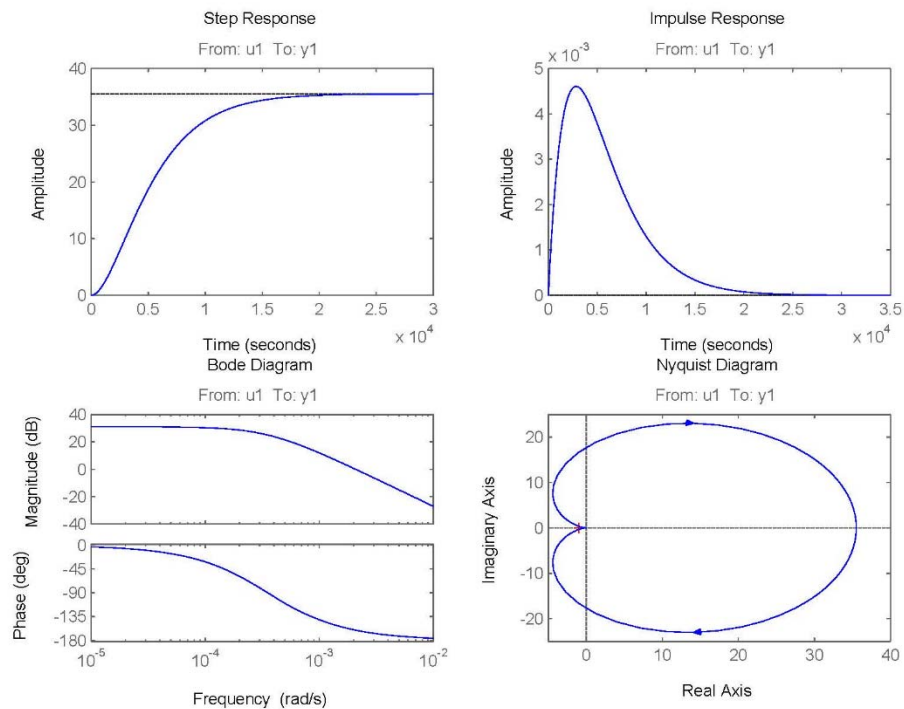 Step Response
From: u1 To: y1
40
30
20
10
0
Amplitude
0 0.5 1 1.5 2 2.5 3
× 10⁴
Time (seconds)
Impulse Response
From: u1 To: y1
× 10⁻³
5
4
3
2
1
0
Amplitude
0 0.5 1 1.5 2 2.5 3 3.5
× 10⁴
Time (seconds)
Bode Diagram
From: u1 To: y1
40
20
0
-20
-40
Magnitude (dB)
0
-45
-90
-135
-180
Phase (deg)
10⁻⁵ 10⁻⁴ 10⁻³ 10⁻²
Frequency (rad/s)
Nyquist Diagram
From: u1 To: y1
20
10
0
-10
-20
Imaginary Axis
0 10 20 30 40
Real Axis